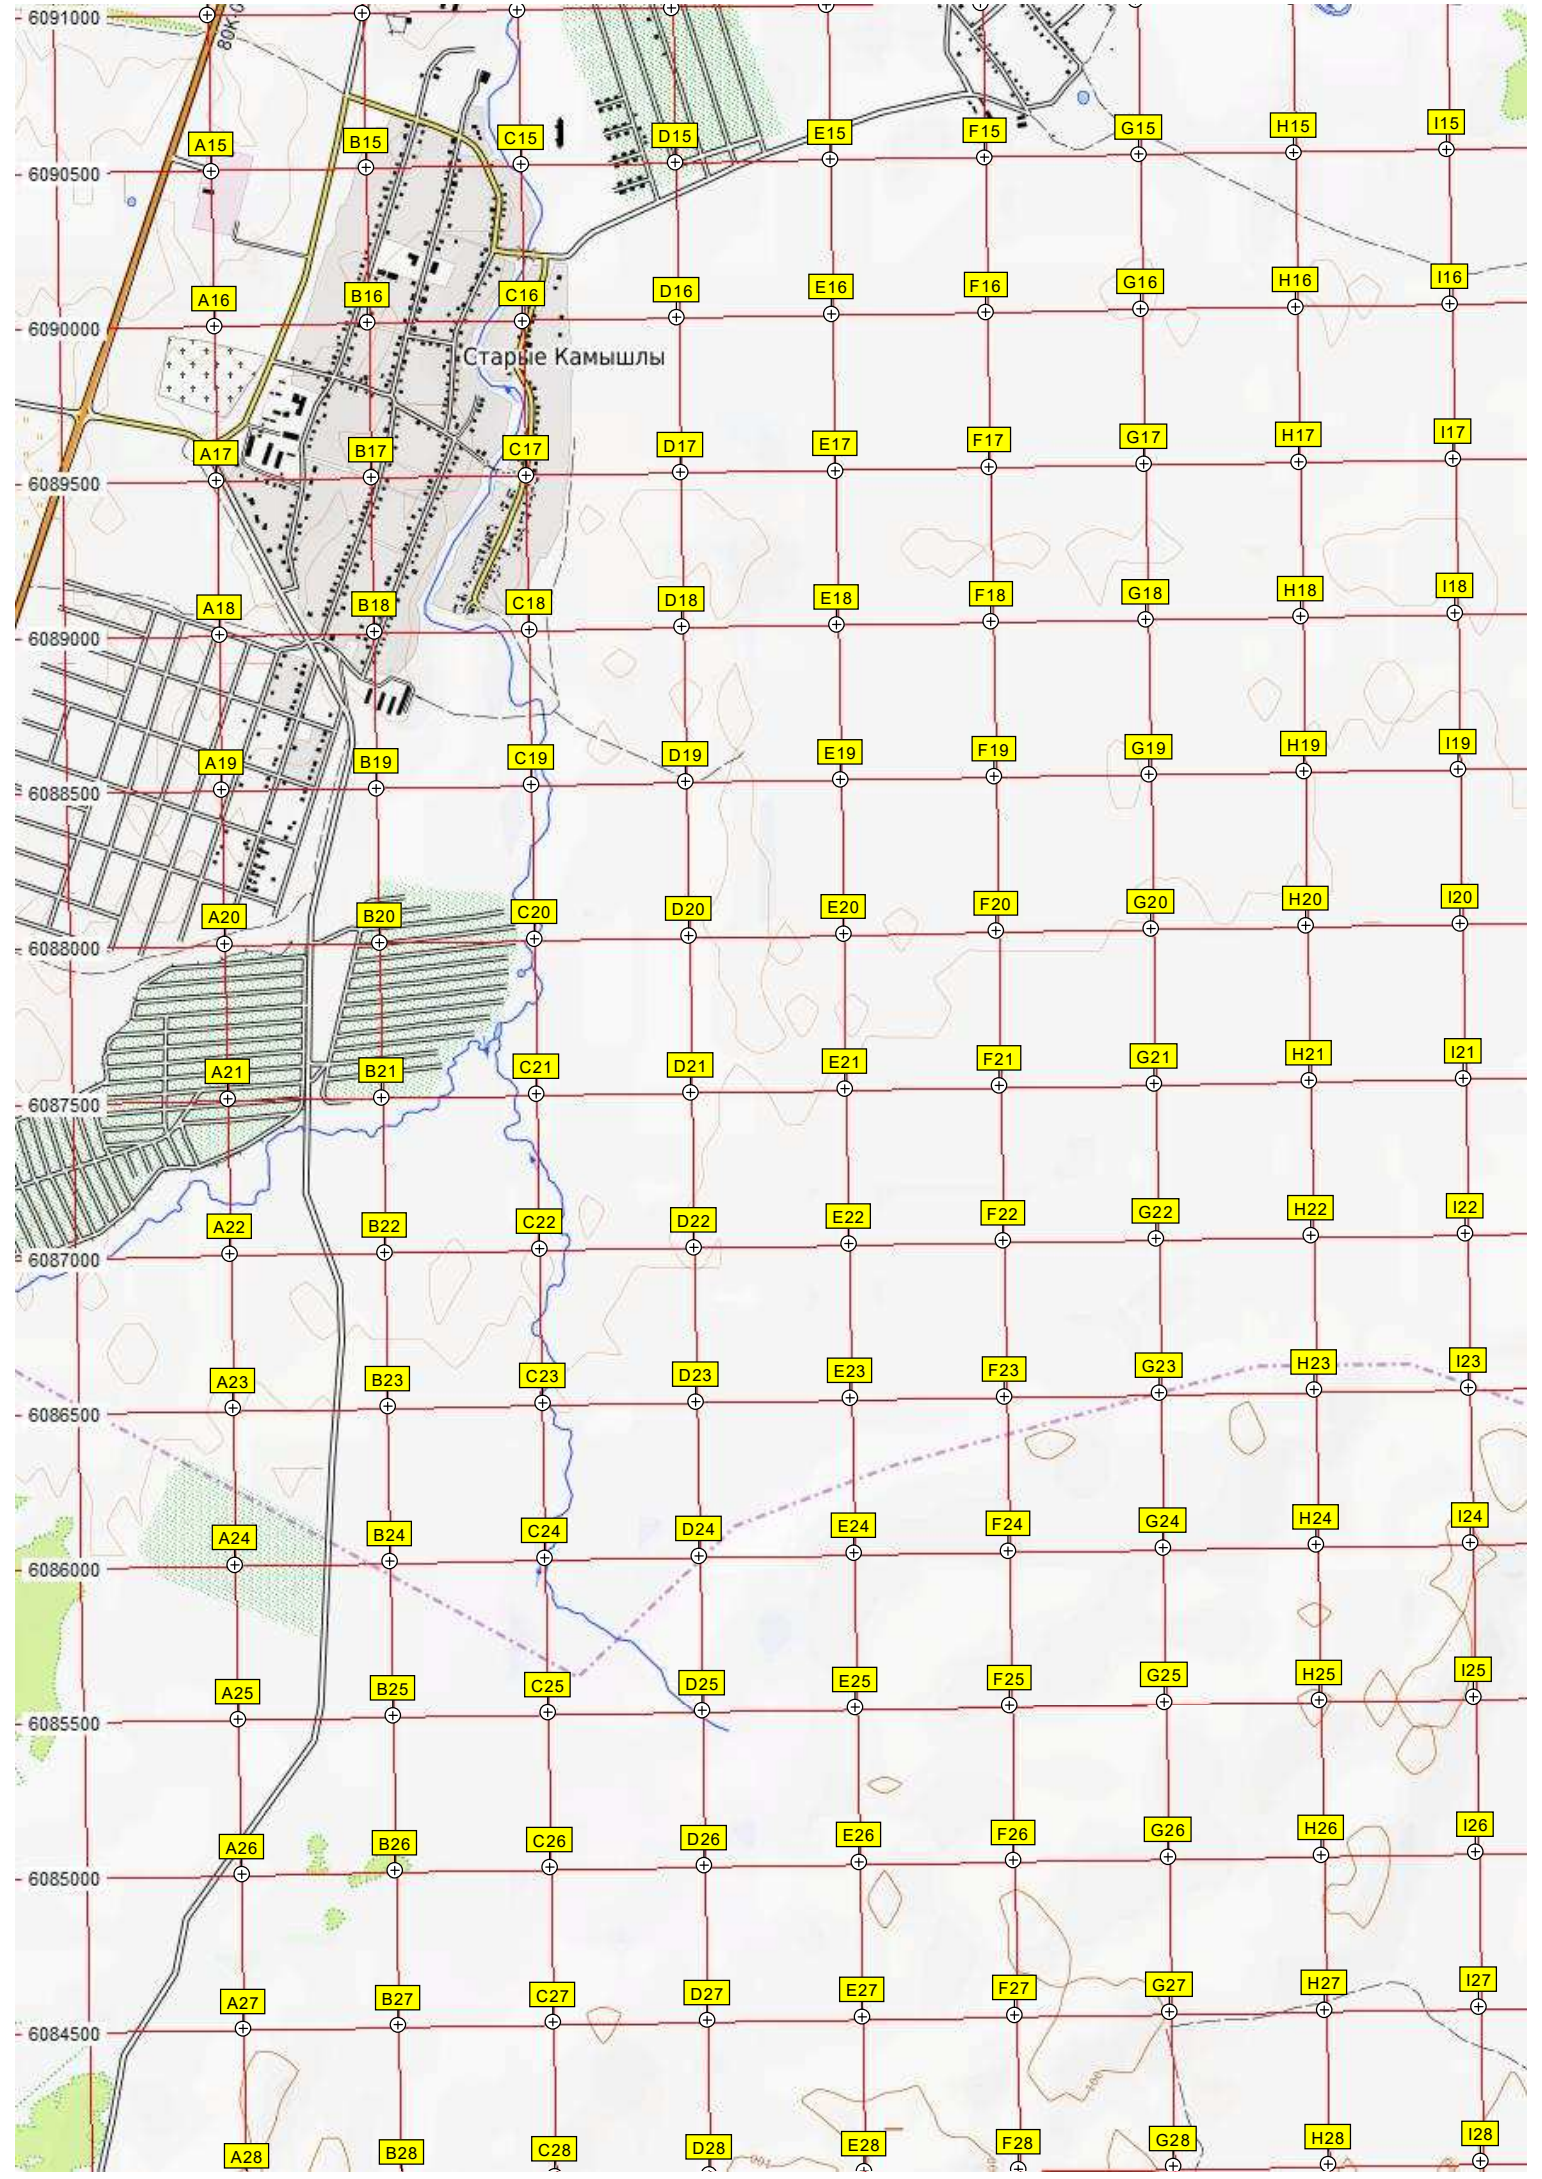 6091000
80К-0
A15 B15 C15 D15 E15 F15 G15 H15 I15
6090500
A16 B16 C16 D16 E16 F16 G16 H16 I16
6090000
Старые Камышлы
A17 B17 C17 D17 E17 F17 G17 H17 I17
6089500
A18 B18 C18 D18 E18 F18 G18 H18 I18
6089000
A19 B19 C19 D19 E19 F19 G19 H19 I19
6088500
A20 B20 C20 D20 E20 F20 G20 H20 I20
6088000
A21 B21 C21 D21 E21 F21 G21 H21 I21
6087500
A22 B22 C22 D22 E22 F22 G22 H22 I22
6087000
A23 B23 C23 D23 E23 F23 G23 H23 I23
6086500
A24 B24 C24 D24 E24 F24 G24 H24 I24
6086000
A25 B25 C25 D25 E25 F25 G25 H25 I25
6085500
A26 B26 C26 D26 E26 F26 G26 H26 I26
6085000
A27 B27 C27 D27 E27 F27 G27 H27 I27
6084500
100
A28 B28 C28 D28 E28 F28 G28 H28 I28
100